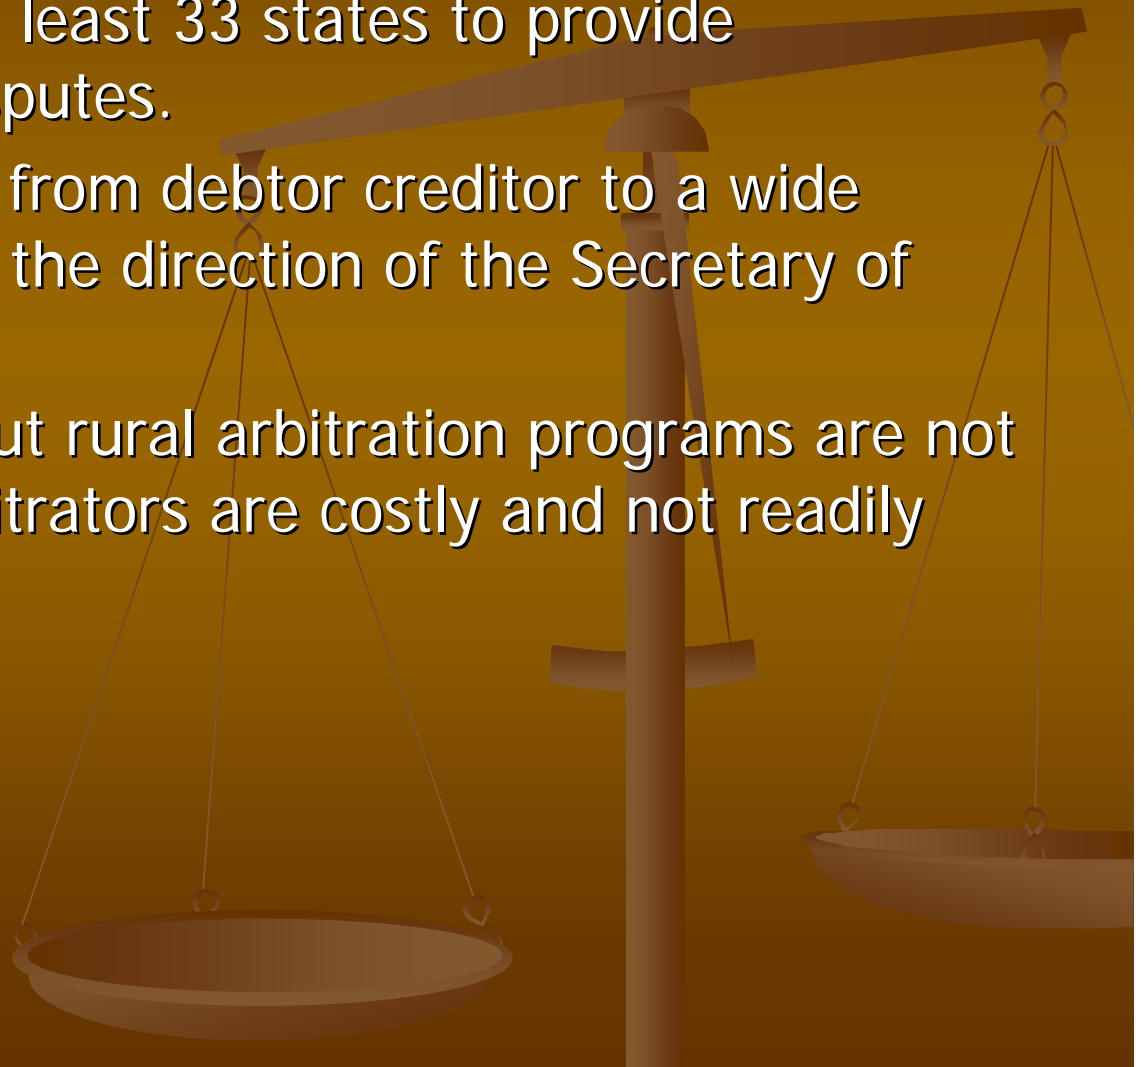 least 33 states to provide
putes.
from debtor creditor to a wide
the direction of the Secretary of
ut rural arbitration programs are not
itrators are costly and not readily